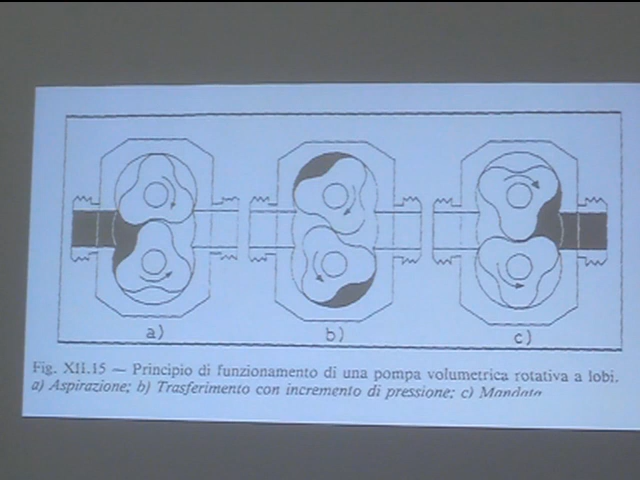 a)
b)
c)
Fig. XII.15 — Principio di funzionamento di una pompa volumetrica rotativa a lobi.
a) Aspirazione; b) Trasferimento con incremento di pressione; c) Mandata